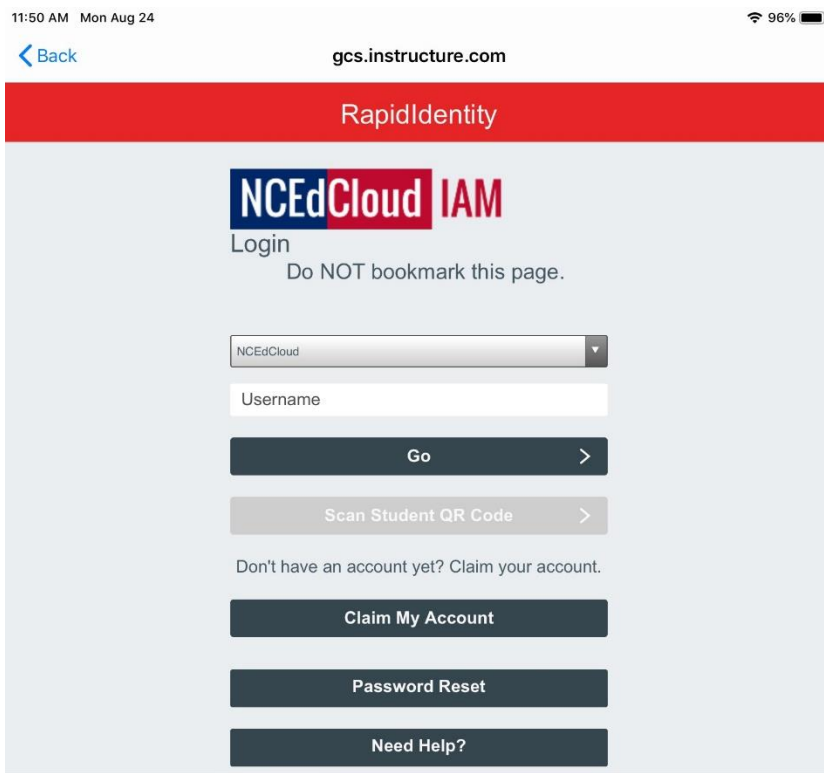 11:50 AM Mon Aug 24
96%
Back
gcs.instructure.com
RapidIdentity
NCEdCloud IAM
Login
Do NOT bookmark this page.
NCEdCloud
Username
Go
Scan Student QR Code
Don't have an account yet? Claim your account.
Claim My Account
Password Reset
Need Help?